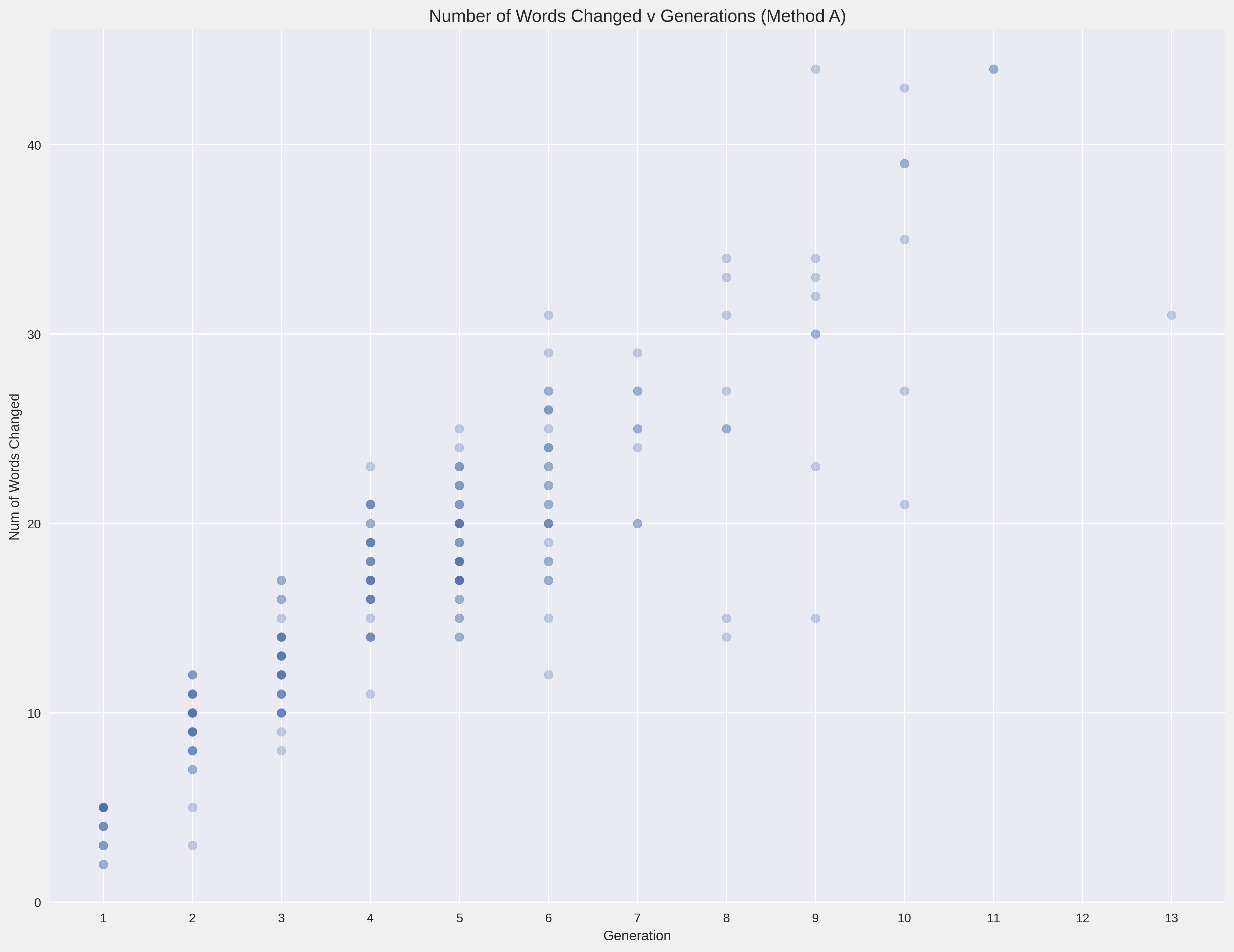 Number of Words Changed v Generations (Method A)
Num of Words Changed
40
30
20
10
0
1 2 3 4 5 6 7 8 9 10 11 12 13
Generation